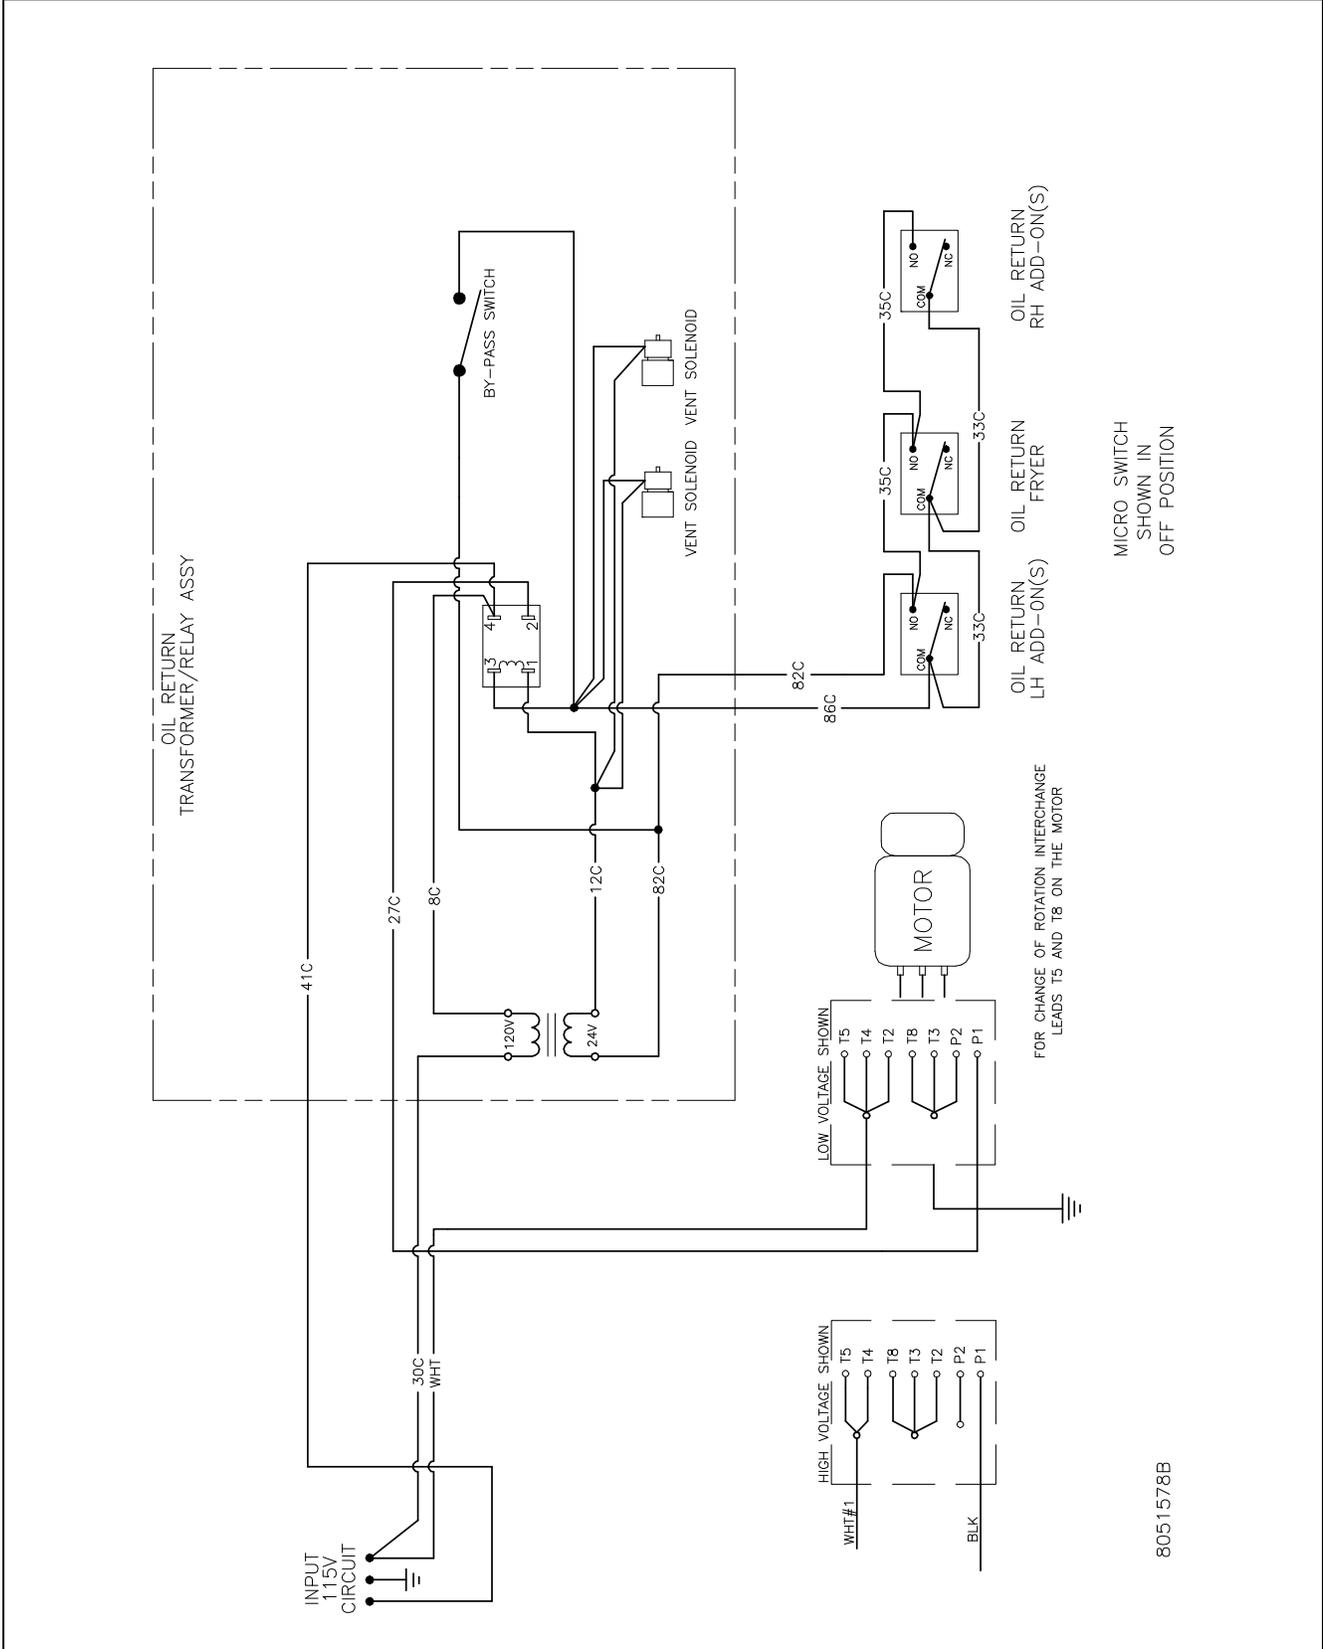 OIL RETURN
TRANSFORMER/RELAY ASSY
BY-PASS SWITCH
VENT SOLENOID
VENT SOLENOID
4
2
3
1
41C
27C
8C
12C
82C
120V
24V
82C
86C
35C
35C
33C
33C
COM
NO
NC
OIL RETURN
LH ADD-ON(S)
COM
NO
NC
OIL RETURN
FRYER
COM
NO
NC
OIL RETURN
RH ADD-ON(S)
MICRO SWITCH
SHOWN IN
OFF POSITION
MOTOR
FOR CHANGE OF ROTATION INTERCHANGE
LEADS T5 AND T8 ON THE MOTOR
LOW VOLTAGE SHOWN
T5
T4
T2
T8
T3
P2
P1
30C
WHT
HIGH VOLTAGE SHOWN
T5
T4
T8
T3
T2
P2
P1
WHT#1
BLK
INPUT
115V
CIRCUIT
8051578B